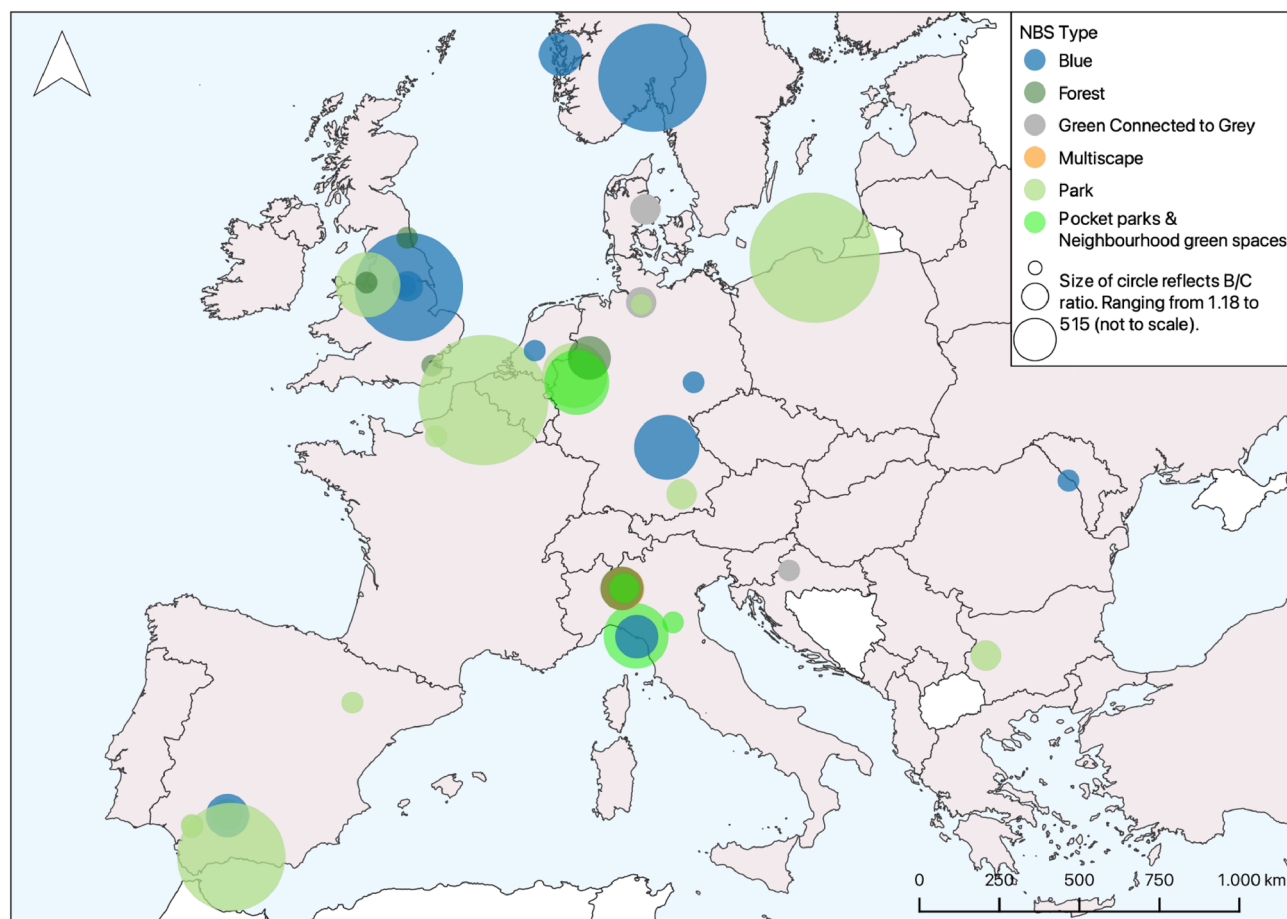 NBS Type
Blue
Forest
Green Connected to Grey
Multiscape
Park
Pocket parks &
Neighbourhood green spaces
Size of circle reflects B/C
ratio. Ranging from 1.18 to
515 (not to scale).
0 250 500 750 1.000 km